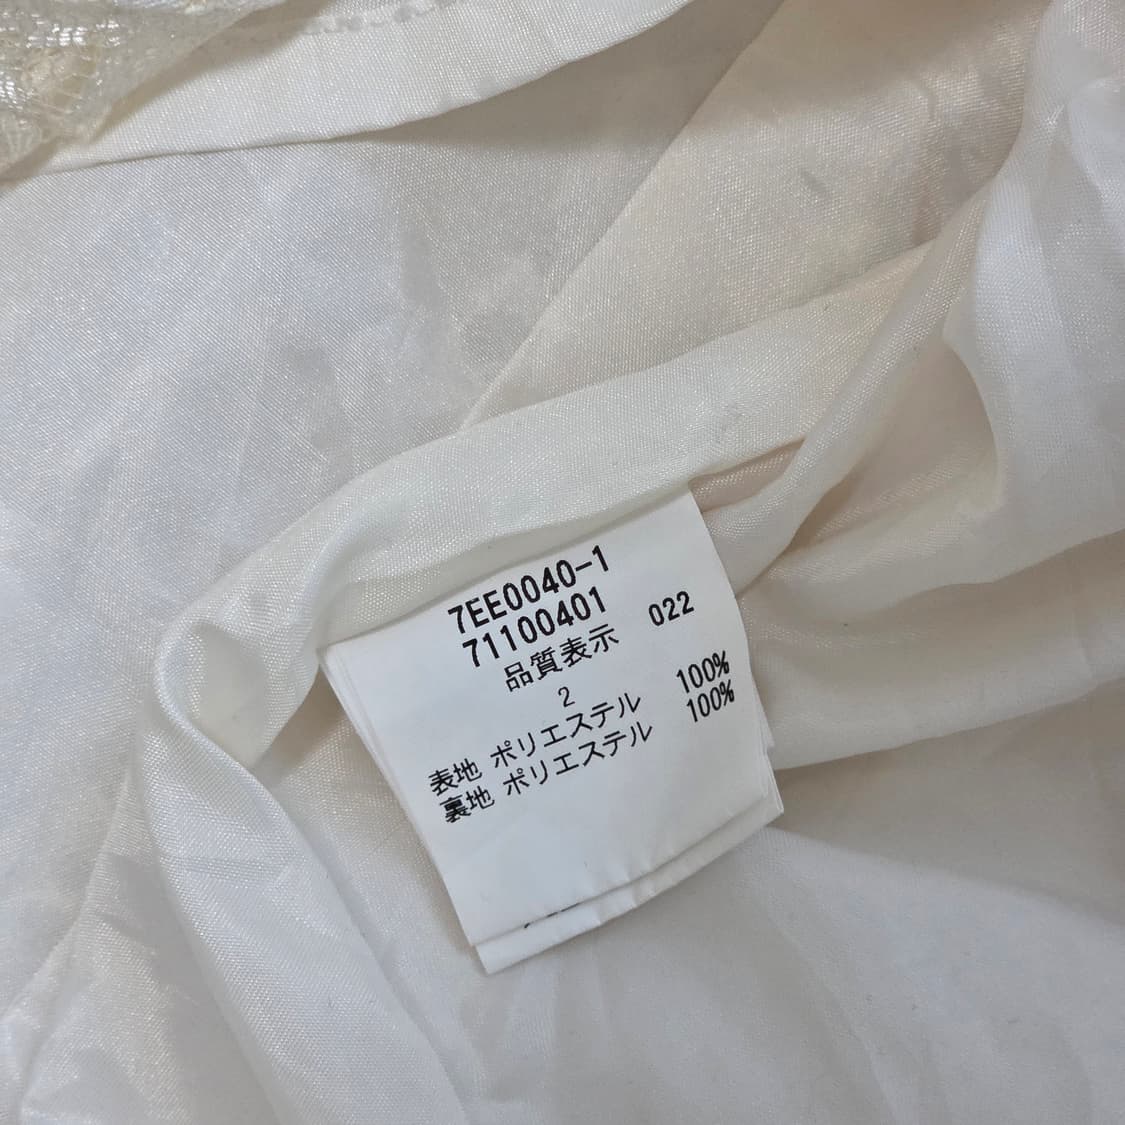 7EE0040-1
71100401 022
品質表示
2
表地 ポリエステル 100%
裏地 ポリエステル 100%